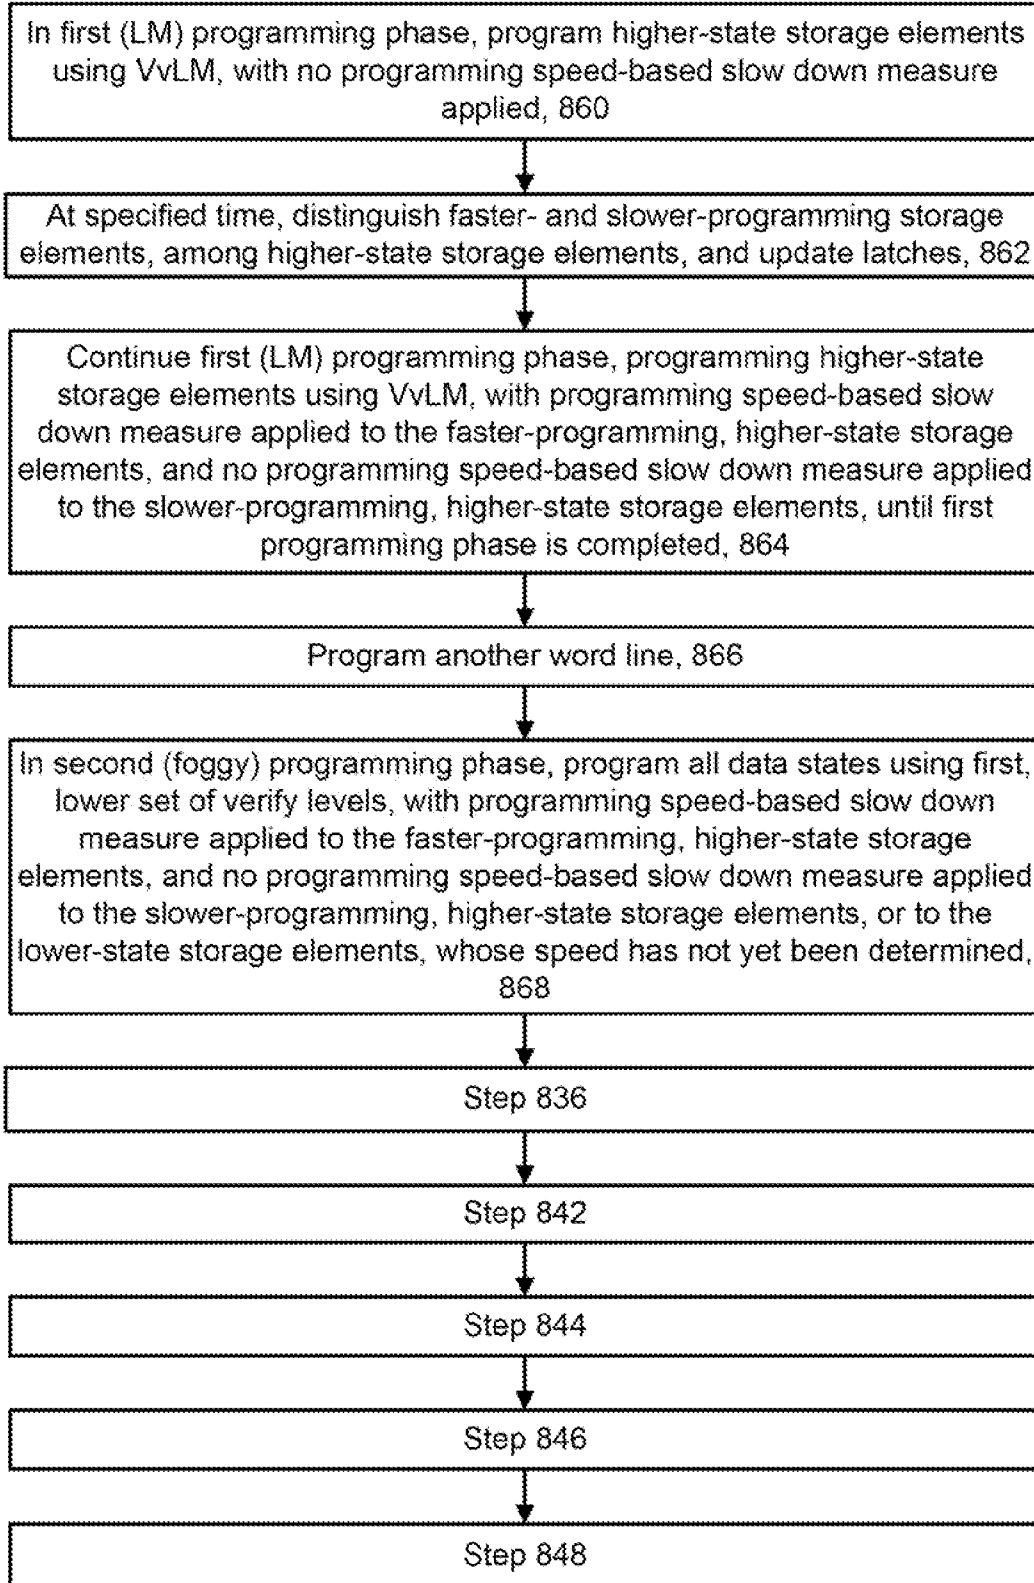 In first (LM) programming phase, program higher-state storage elements
using VvLM, with no programming speed-based slow down measure
applied, 860
At specified time, distinguish faster- and slower-programming storage
elements, among higher-state storage elements, and update latches, 862
Continue first (LM) programming phase, programming higher-state
storage elements using VvLM, with programming speed-based slow
down measure applied to the faster-programming, higher-state storage
elements, and no programming speed-based slow down measure applied
to the slower-programming, higher-state storage elements, until first
programming phase is completed, 864
Program another word line, 866
In second (foggy) programming phase, program all data states using first,
lower set of verify levels, with programming speed-based slow down
measure applied to the faster-programming, higher-state storage
elements, and no programming speed-based slow down measure applied
to the slower-programming, higher-state storage elements, or to the
lower-state storage elements, whose speed has not yet been determined,
868
Step 836
Step 842
Step 844
Step 846
Step 848